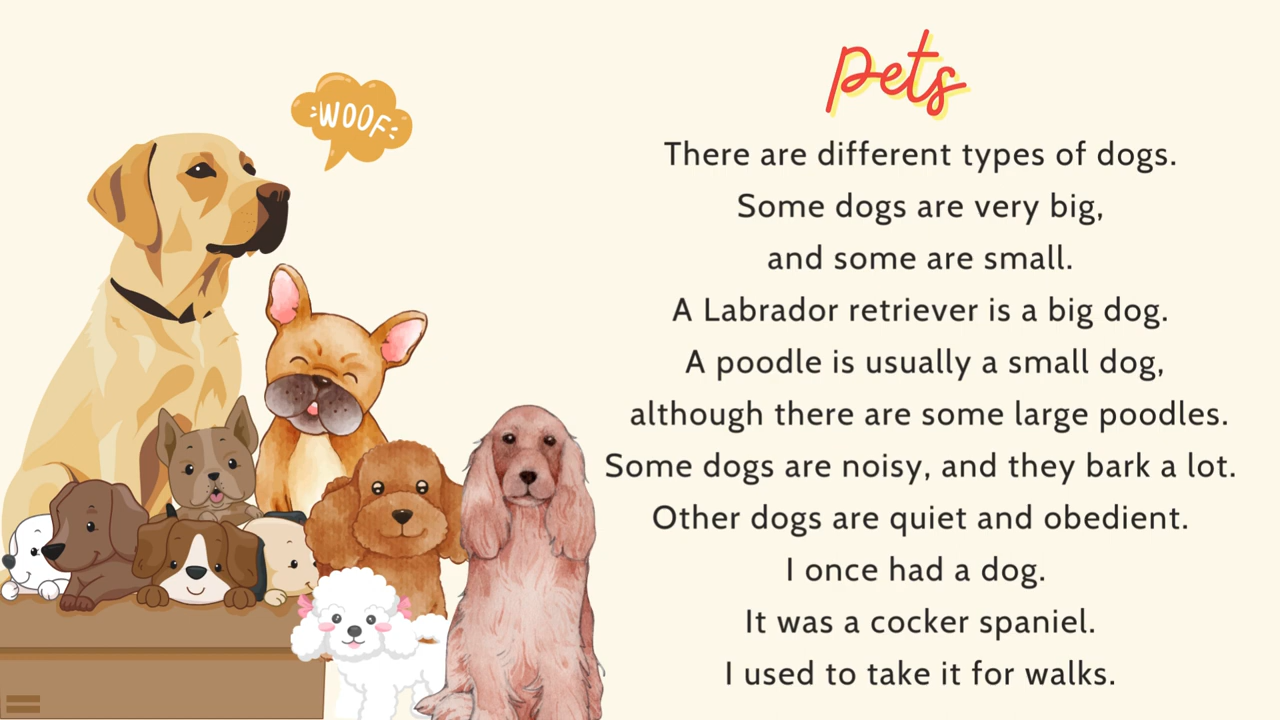 WOOF
pets
There are different types of dogs.
Some dogs are very big,
and some are small.
A Labrador retriever is a big dog.
A poodle is usually a small dog,
although there are some large poodles.
Some dogs are noisy, and they bark a lot.
Other dogs are quiet and obedient.
I once had a dog.
It was a cocker spaniel.
I used to take it for walks.